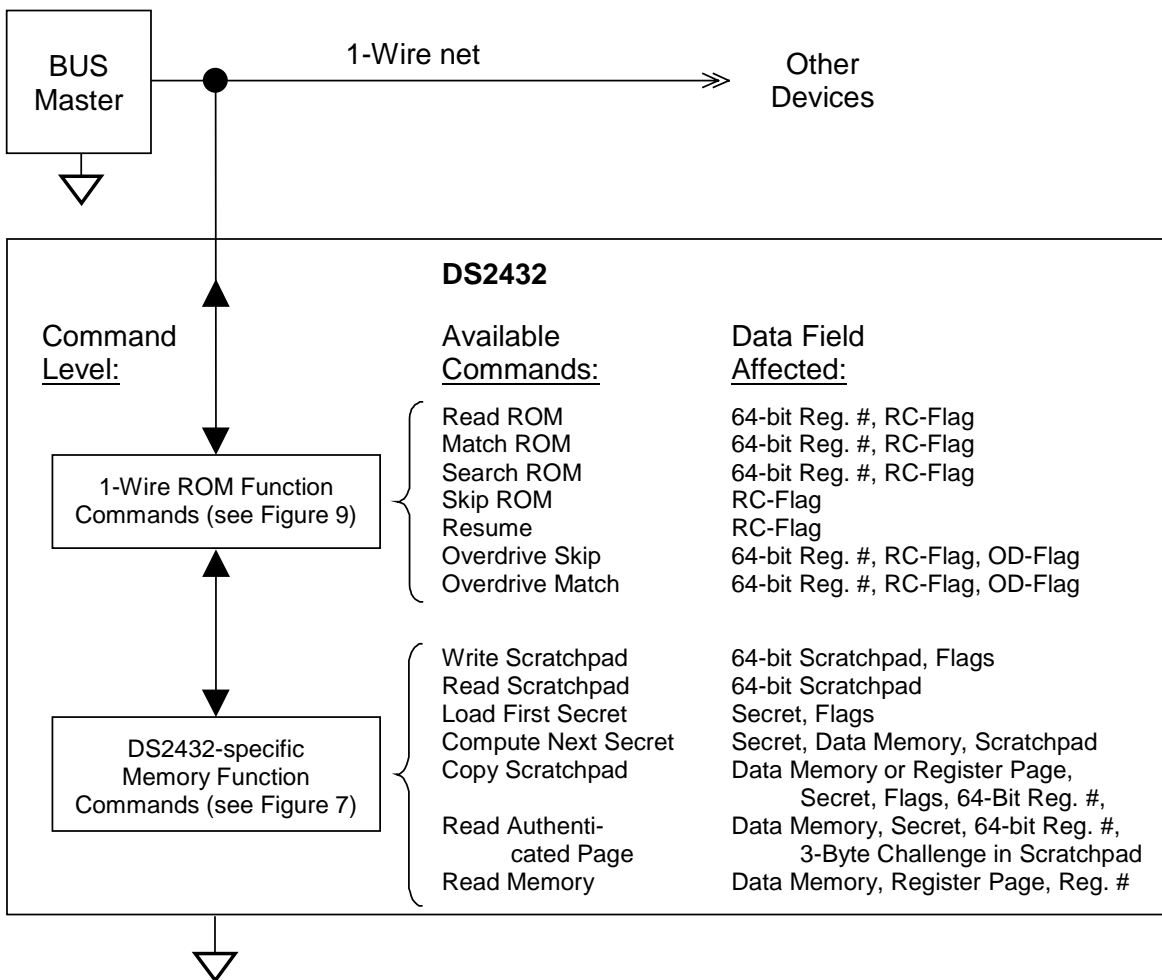 BUS
Master
1-Wire net
Other
Devices
DS2432
Command
Level:
Available
Commands:
Data Field
Affected:
1-Wire ROM Function
Commands (see Figure 9)
Read ROM 64-bit Reg. #, RC-Flag
Match ROM 64-bit Reg. #, RC-Flag
Search ROM 64-bit Reg. #, RC-Flag
Skip ROM RC-Flag
Resume RC-Flag
Overdrive Skip 64-bit Reg. #, RC-Flag, OD-Flag
Overdrive Match 64-bit Reg. #, RC-Flag, OD-Flag
DS2432-specific
Memory Function
Commands (see Figure 7)
Write Scratchpad 64-bit Scratchpad, Flags
Read Scratchpad 64-bit Scratchpad
Load First Secret Secret, Flags
Compute Next Secret Secret, Data Memory, Scratchpad
Copy Scratchpad Data Memory or Register Page,
Secret, Flags, 64-Bit Reg. #,
Read Authenti- Data Memory, Secret, 64-bit Reg. #,
cated Page 3-Byte Challenge in Scratchpad
Read Memory Data Memory, Register Page, Reg. #